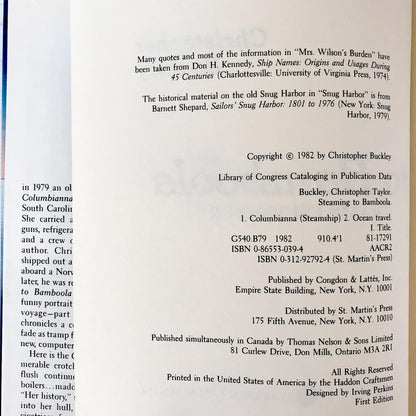 Many quotes and most of the information in "Mrs. Wilson's Burden" have
been taken from Don H. Kennedy, Ship Names: Origins and Usages During
45 Centuries (Charlottesville: University of Virginia Press, 1974).
The historical material on the old Snug Harbor in "Snug Harbor" is from
Barnett Shepard, Sailors' Snug Harbor: 1801 to 1976 (New York: Snug
Harbor, 1979).
Copyright © 1982 by Christopher Buckley
Library of Congress Cataloging in Publication Data
Buckley, Christopher Taylor.
Steaming to Bamboola.
1. Columbianna (Steamship) 2. Ocean travel.
I. Title.
G540.B79 1982 910.4'1 81-17291
ISBN 0-86553-039-4 AACR2
ISBN 0-312-92792-4 (St. Martin's Press)
Published by Congdon & Lattès, Inc.
Empire State Building, New York, N.Y. 10001
Distributed by St. Martin's Press
175 Fifth Avenue, New York, N.Y. 10010
Published simultaneously in Canada by Thomas Nelson & Sons Limited
81 Curlew Drive, Don Mills, Ontario M3A 2R1
All Rights Reserved
Printed in the United States of America by the Haddon Craftsmen
Designed by Irving Perkins
First Edition
in 1979 an ol
Columbianna
South Carolin
She carried a
guns, refrigera
and a crew o
author. Chri
shipped out a
aboard a Norv
later, he was re
to Bamboola
funny portrait
voyage—part
chronicles a c
fade as tramp f
new, computer
Here is the C
merable crotch
flush continue
boilers...madd
"Her history,"
into her hull,